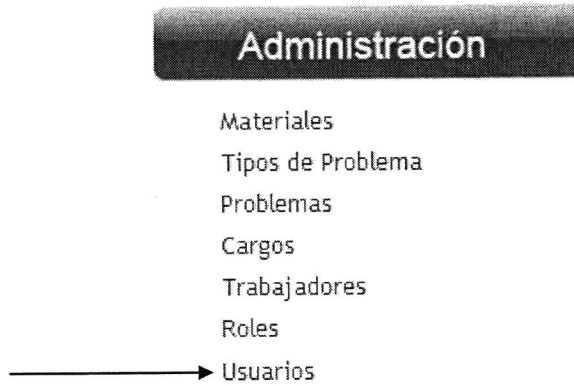 Administración
Materiales
Tipos de Problema
Problemas
Cargos
Trabajadores
Roles
Usuarios